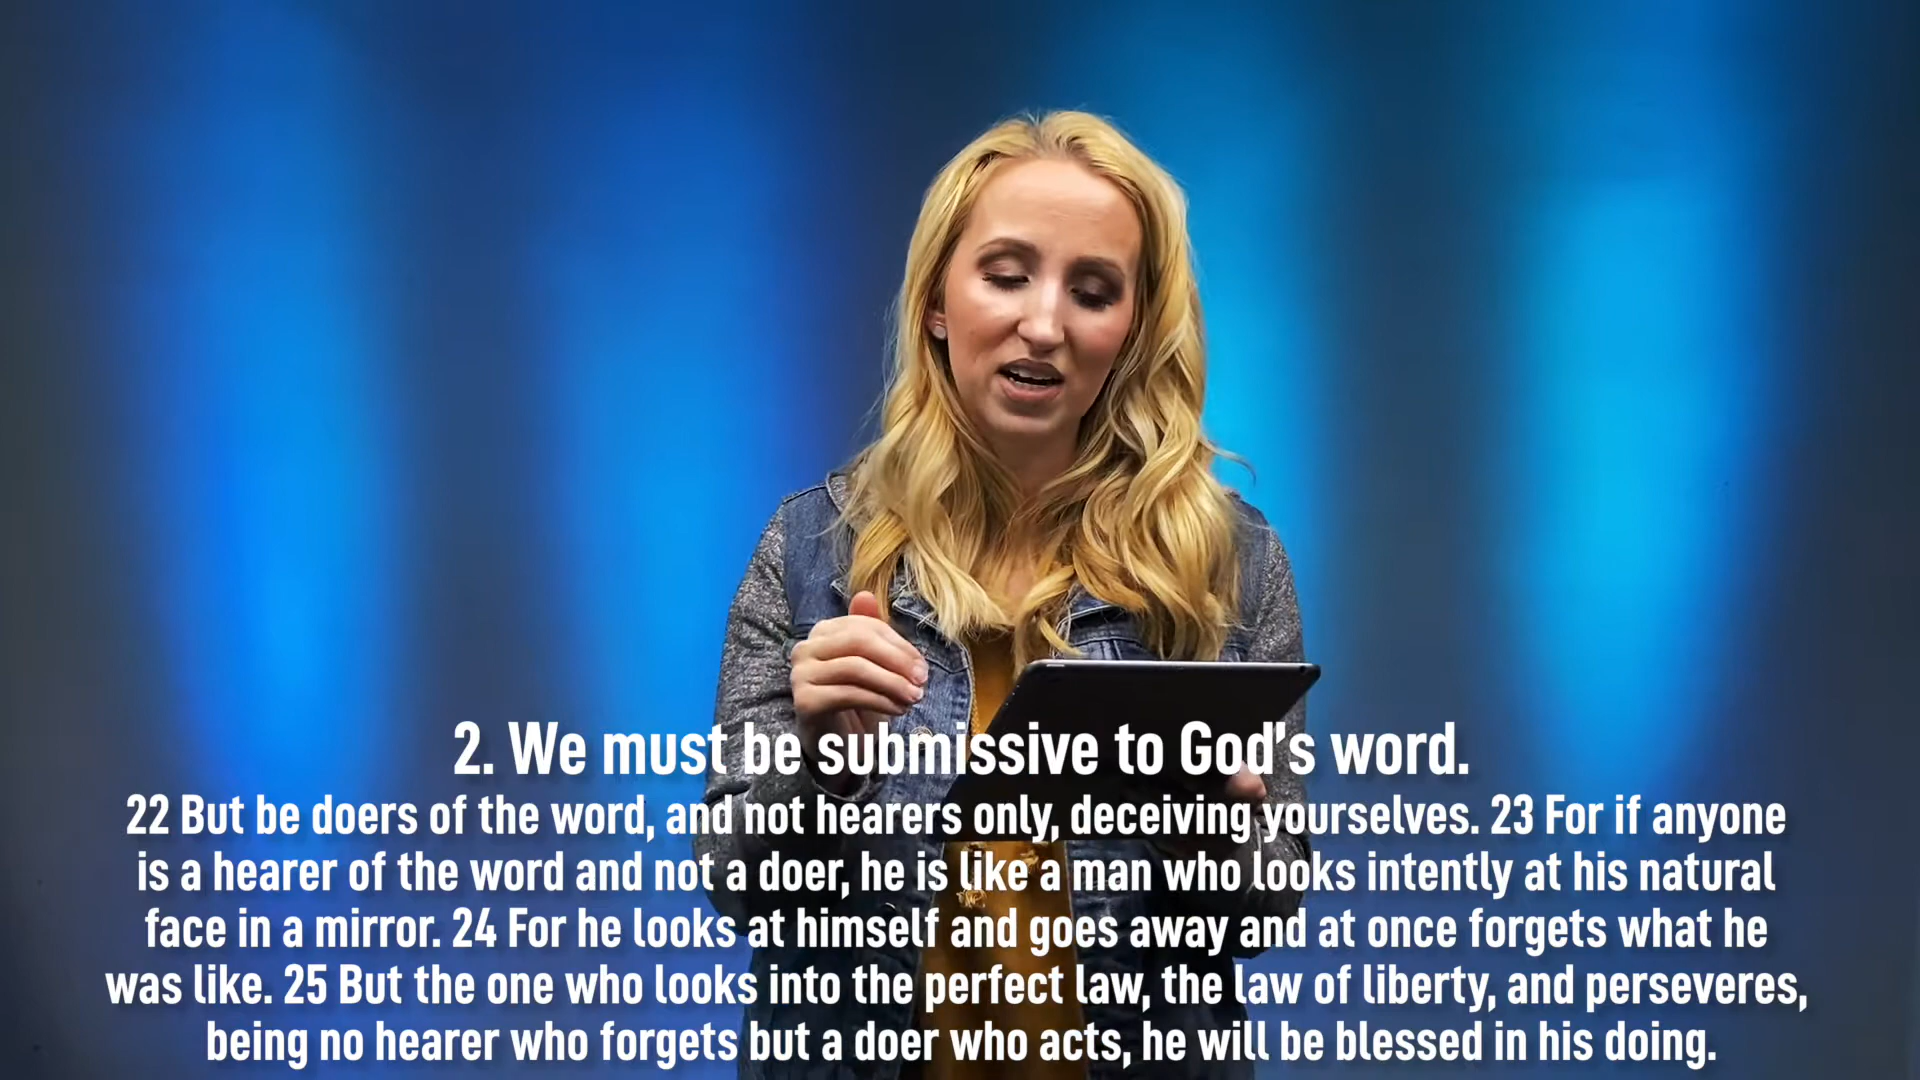 2. We must be submissive to God's word.
22 But be doers of the word, and not hearers only, deceiving yourselves. 23 For if anyone
is a hearer of the word and not a doer, he is like a man who looks intently at his natural
face in a mirror. 24 For he looks at himself and goes away and at once forgets what he
was like. 25 But the one who looks into the perfect law, the law of liberty, and perseveres,
being no hearer who forgets but a doer who acts, he will be blessed in his doing.